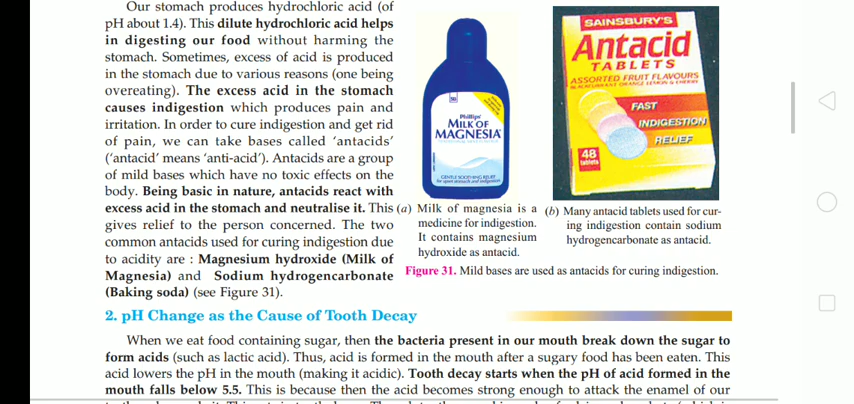 Our stomach produces hydrochloric acid (of
pH about 1.4). This dilute hydrochloric acid helps
in digesting our food without harming the
stomach. Sometimes, excess of acid is produced
in the stomach due to various reasons (one being
overeating). The excess acid in the stomach
causes indigestion which produces pain and
irritation. In order to cure indigestion and get rid
of pain, we can take bases called ‘antacids’
(‘antacid’ means ‘anti-acid’). Antacids are a group
of mild bases which have no toxic effects on the
body. Being basic in nature, antacids react with
excess acid in the stomach and neutralise it. This
gives relief to the person concerned. The two
common antacids used for curing indigestion due
to acidity are : Magnesium hydroxide (Milk of
Magnesia) and Sodium hydrogencarbonate
(Baking soda) (see Figure 31).
Phillips'
MILK OF
MAGNESIA
SAINSBURY'S
Antacid
TABLETS
ASSORTED FRUIT FLAVOURS
FAST
INDIGESTION
RELIEF
48
tablets
(a) Milk of magnesia is a
medicine for indigestion.
It contains magnesium
hydroxide as antacid.
(b) Many antacid tablets used for cur-
ing indigestion contain sodium
hydrogencarbonate as antacid.
Figure 31. Mild bases are used as antacids for curing indigestion.
2. pH Change as the Cause of Tooth Decay
When we eat food containing sugar, then the bacteria present in our mouth break down the sugar to
form acids (such as lactic acid). Thus, acid is formed in the mouth after a sugary food has been eaten. This
acid lowers the pH in the mouth (making it acidic). Tooth decay starts when the pH of acid formed in the
mouth falls below 5.5. This is because then the acid becomes strong enough to attack the enamel of our